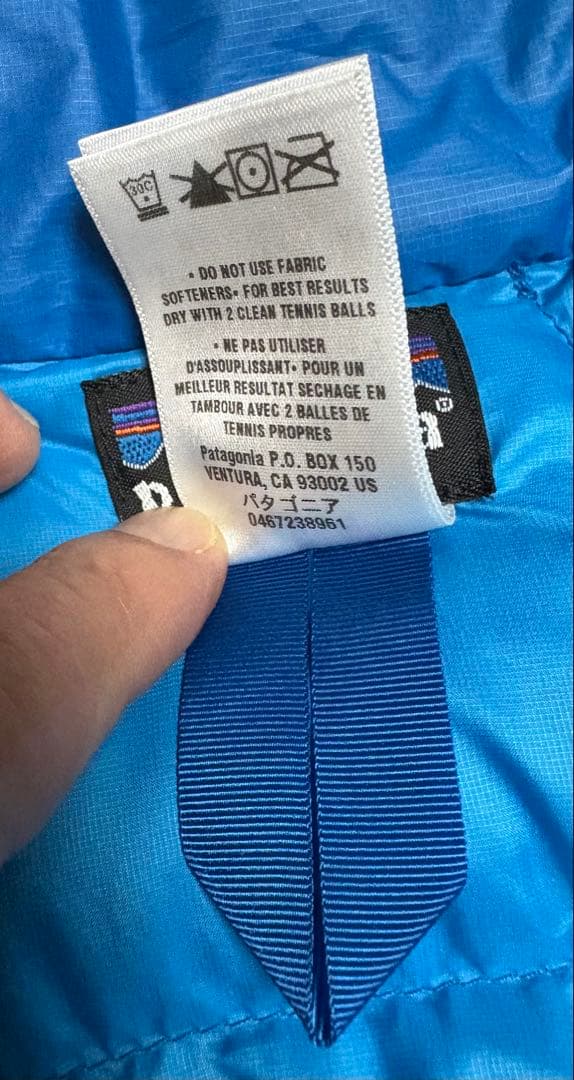 30C
• DO NOT USE FABRIC
SOFTENERS• FOR BEST RESULTS
DRY WITH 2 CLEAN TENNIS BALLS
• NE PAS UTILISER
D'ASSOUPLISSANT• POUR UN
MEILLEUR RESULTAT SECHAGE EN
TAMBOUR AVEC 2 BALLES DE
TENNIS PROPRES
Patagonia P.O. BOX 150
VENTURA, CA 93002 US
パタゴニア
0467238961